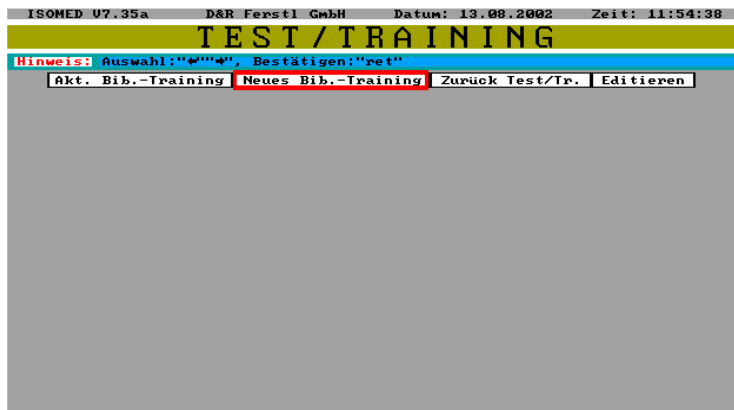 ISOMED V7.35a D&R Ferstl GmbH Datum: 13.08.2002 Zeit: 11:54:38
TEST/TRAINING
Hinweis: Auswahl:"←""→", Bestätigen:"ret"
Akt. Bib.-Training Neues Bib.-Training Zurück Test/Tr. Editieren